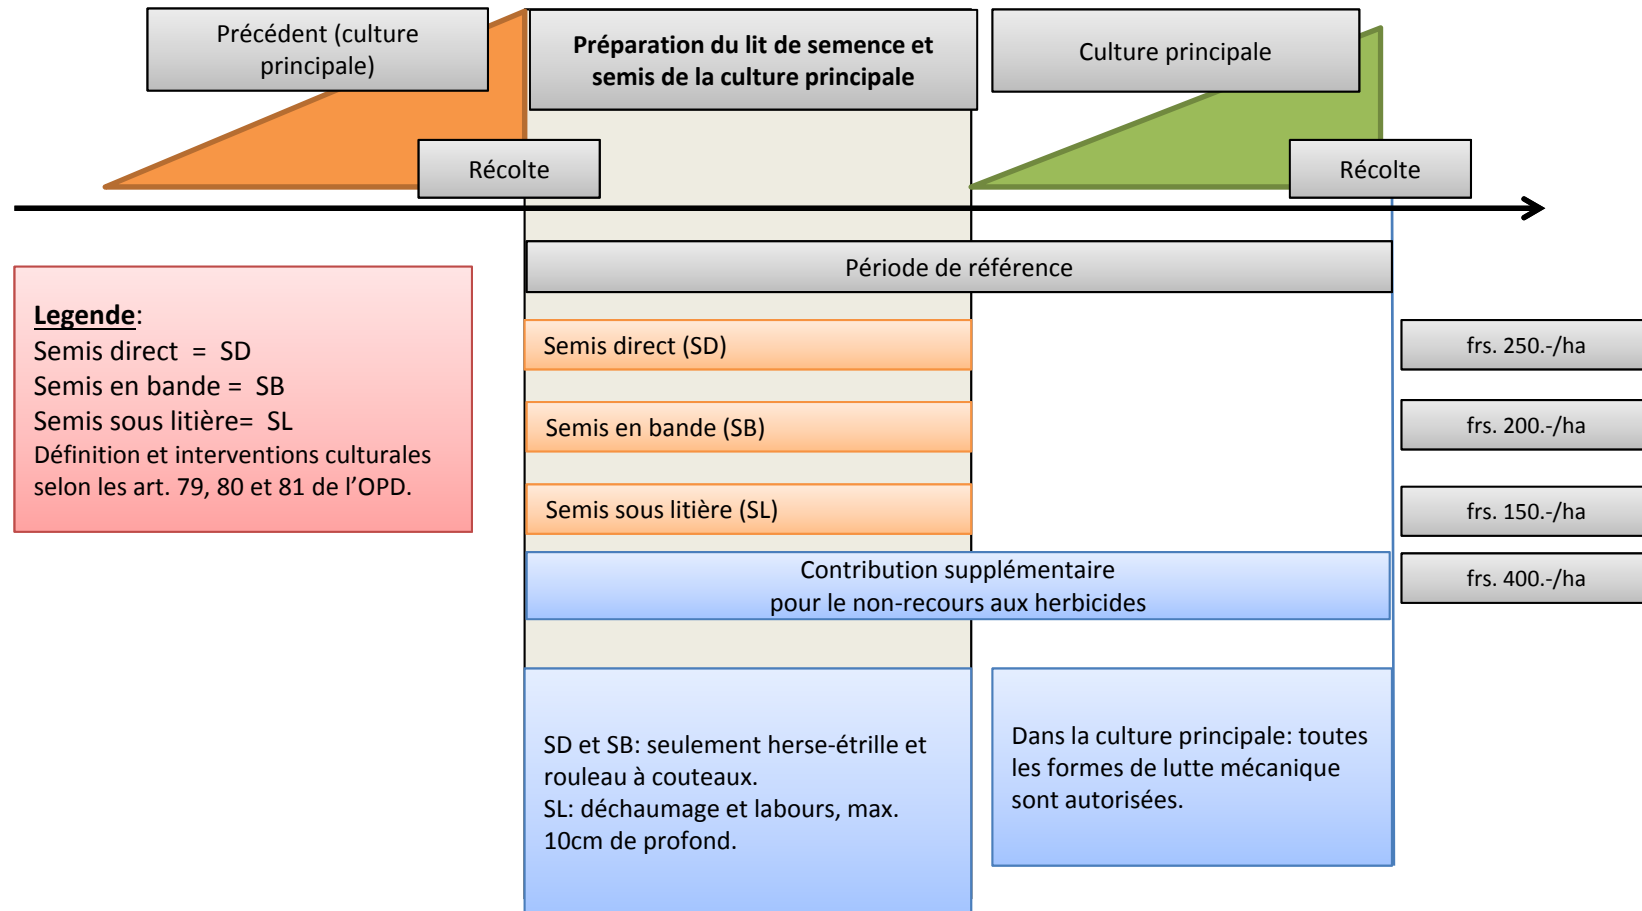 Précédent (culture
principale)
Préparation du lit de semence et
semis de la culture principale
Culture principale
Récolte
Récolte
Période de référence
Legende:
Semis direct  =  SD
Semis en bande =  SB
Semis sous litière=  SL
Définition et interventions culturales
selon les art. 79, 80 et 81 de l’OPD.
Semis direct (SD)
frs. 250.-/ha
Semis en bande (SB)
frs. 200.-/ha
Semis sous litière (SL)
frs. 150.-/ha
Contribution supplémentaire
pour le non-recours aux herbicides
frs. 400.-/ha
SD et SB: seulement herse-étrille et
rouleau à couteaux.
SL: déchaumage et labours, max.
10cm de profond.
Dans la culture principale: toutes
les formes de lutte mécanique
sont autorisées.